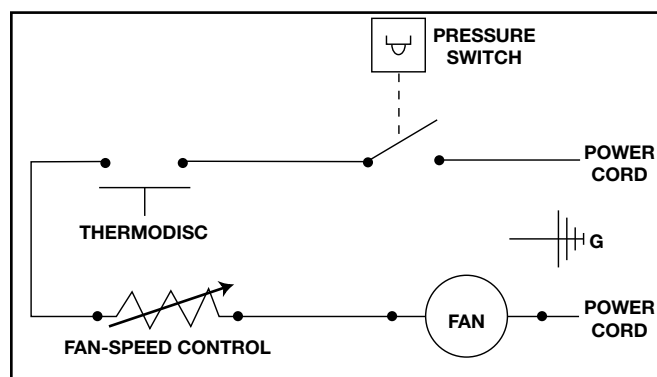 PRESSURE
SWITCH
POWER
CORD
THERMODISC
G
FAN
POWER
CORD
FAN-SPEED CONTROL